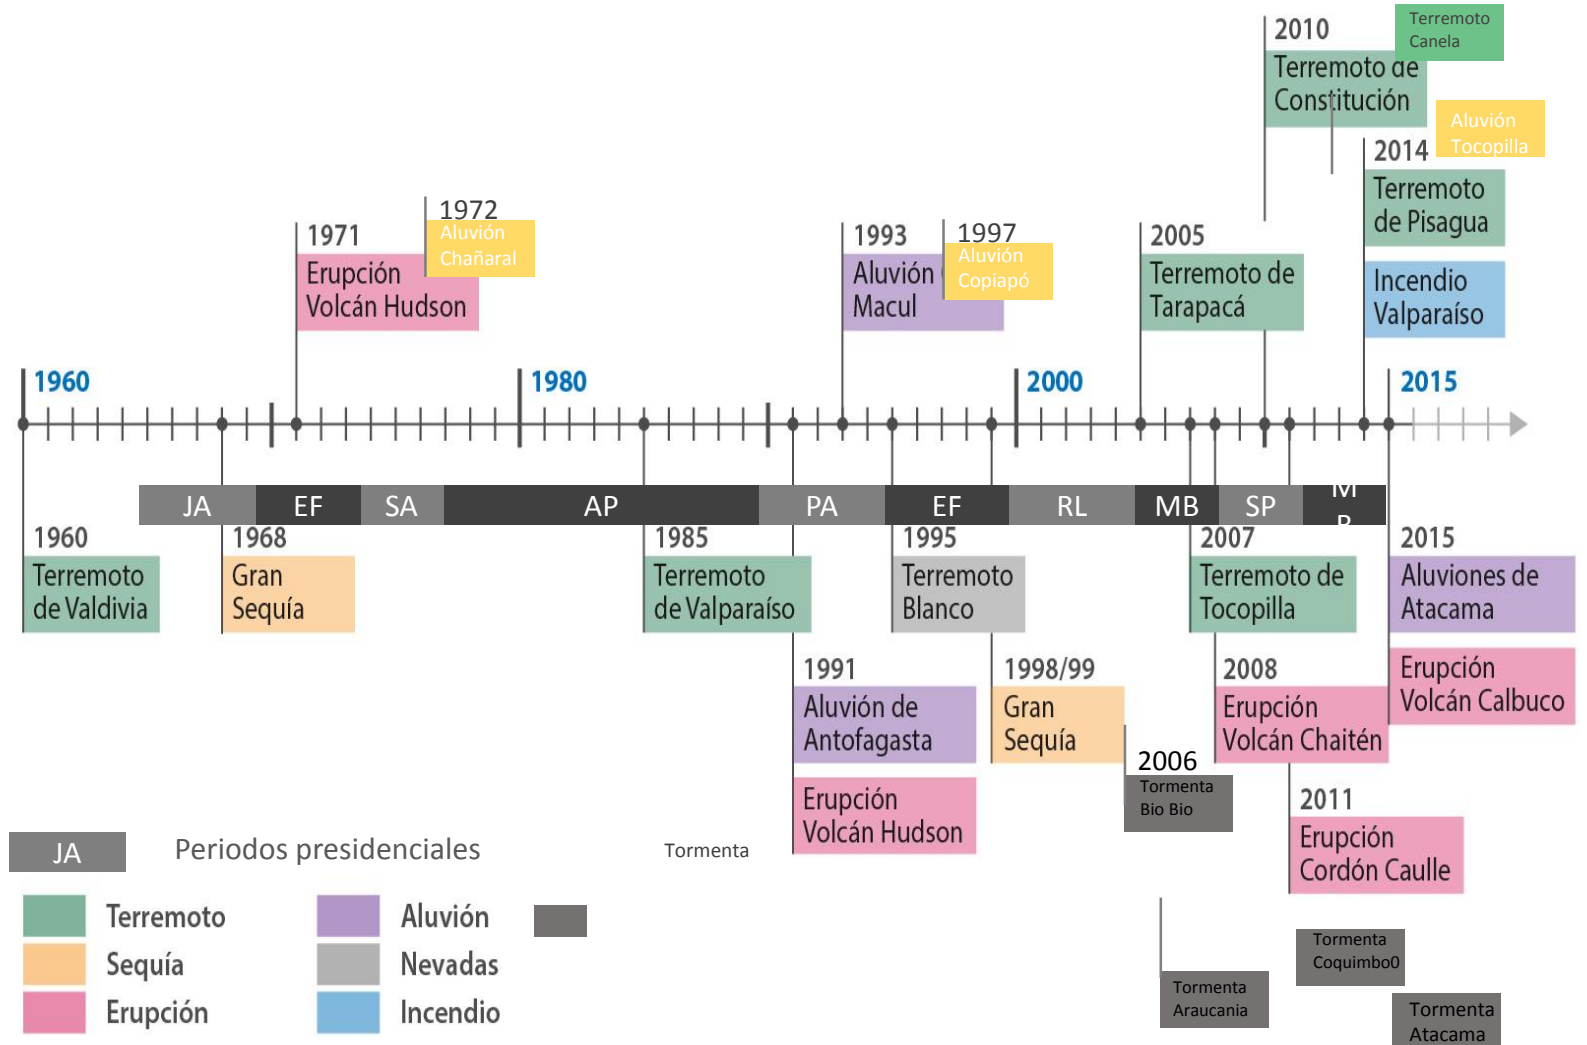 2010
Terremoto de
Constitución
Terremoto
Canela
Aluvión
Tocopilla
2014
Terremoto
de Pisagua
Incendio
Valparaíso
1971
Erupción
Volcán Hudson
1972
Aluvión
Chañaral
1993
Aluvión
Macul
1997
Aluvión
Copiapó
2005
Terremoto de
Tarapacá
1960
1980
2000
2015
JA
EF
SA
AP
PA
EF
RL
MB
SP
M
1960
Terremoto
de Valdivia
1968
Gran
Sequía
1985
Terremoto
de Valparaíso
1995
Terremoto
Blanco
2007
Terremoto de
Tocopilla
2015
Aluviones de
Atacama
1991
Aluvión de
Antofagasta
Erupción
Volcán Hudson
1998/99
Gran
Sequía
2006
Tormenta
Bio Bio
2008
Erupción
Volcán Chaitén
Erupción
Volcán Calbuco
2011
Erupción
Cordón Caulle
JA
Periodos presidenciales
Tormenta
Terremoto
Sequía
Erupción
Aluvión
Nevadas
Incendio
Tormenta
Araucania
Tormenta
Coquimbo0
Tormenta
Atacama